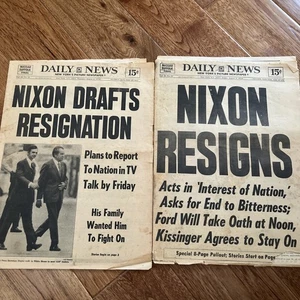 DAILY NEWS
NEW YORK'S PICTURE NEWSPAPER
15¢
NIXON DRAFTS
RESIGNATION
Plans to Report
To Nation in TV
Talk by Friday
His Family
Wanted Him
To Fight On
DAILY NEWS
NEW YORK'S PICTURE NEWSPAPER
15¢
NIXON
RESIGNS
Acts in 'Interest of Nation,'
Asks for End to Bitterness;
Ford Will Take Oath at Noon,
Kissinger Agrees to Stay On
Special 8-Page Pullout; Stories Start on Page